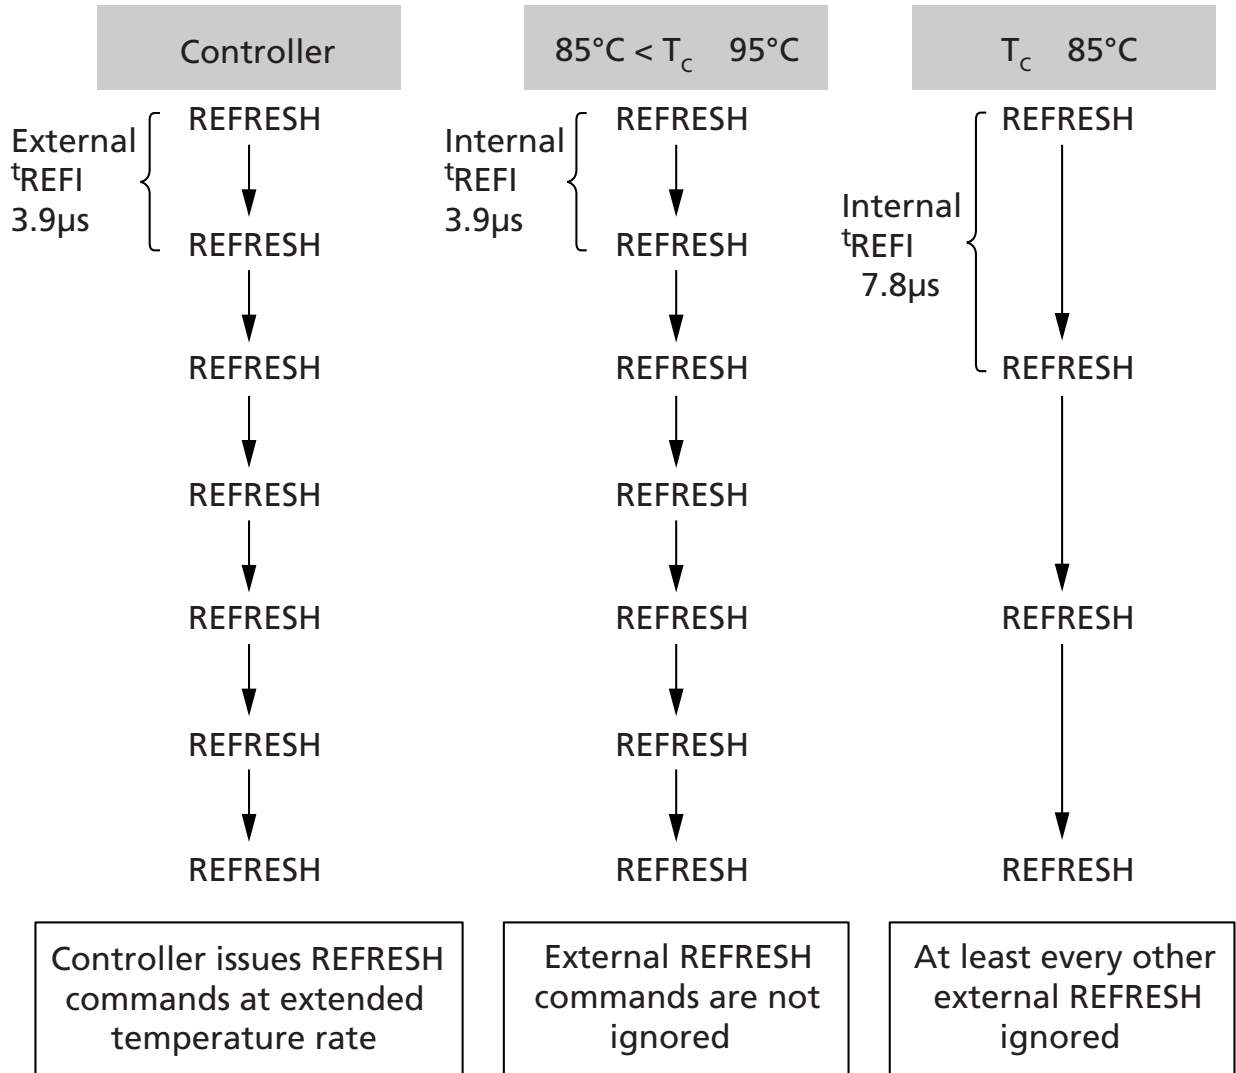 Controller
External
tREFI
3.9µs
REFRESH
REFRESH
REFRESH
REFRESH
REFRESH
REFRESH
REFRESH
Controller issues REFRESH
commands at extended
temperature rate
85°C < TC 95°C
Internal
tREFI
3.9µs
REFRESH
REFRESH
REFRESH
REFRESH
REFRESH
REFRESH
REFRESH
External REFRESH
commands are not
ignored
TC 85°C
Internal
tREFI
7.8µs
REFRESH
REFRESH
REFRESH
REFRESH
At least every other
external REFRESH
ignored